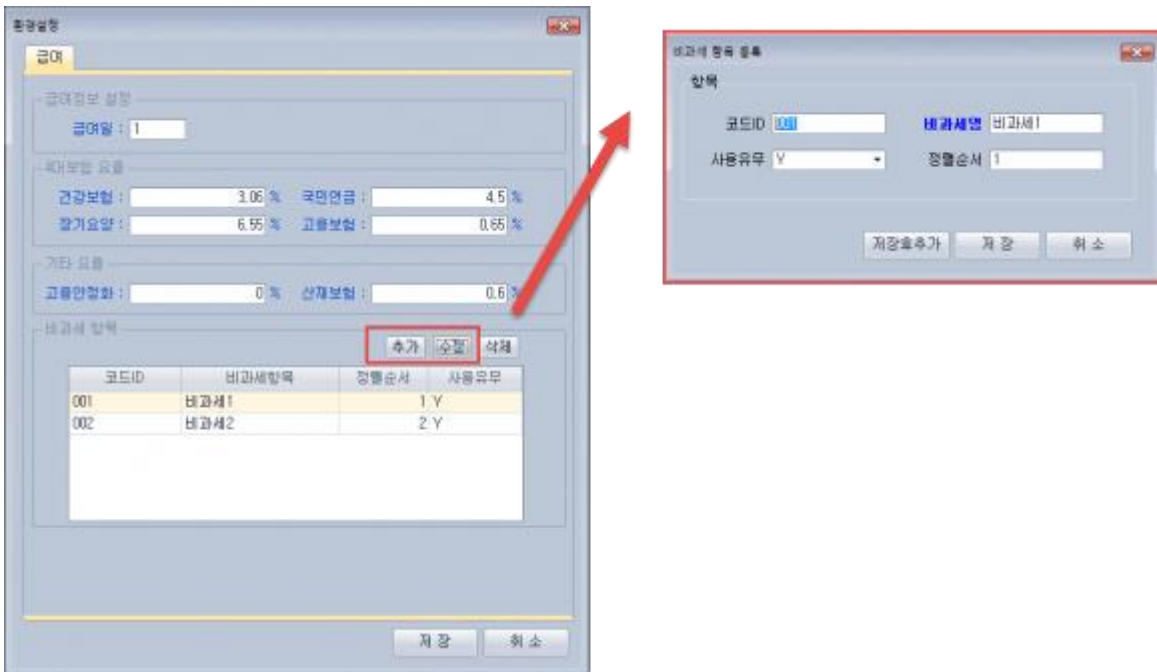 환경설정
급여
급여정보 설정
급여일 : 1
4대보험 요율
건강보험 : 3.06 % 국민연금 : 4.5 %
장기요양 : 6.55 % 고용보험 : 0.65 %
기타 요율
고용안정화 : 0 % 산재보험 : 0.6 %
비과세 항목
추가 수정 삭제
코드ID 비과세항목 정렬순서 사용유무
001 비과세1 1 Y
002 비과세2 2 Y
저 장 취 소
비과세 항목 등록
항목
코드ID 001 비과세명 비과세1
사용유무 Y 정렬순서 1
저장후추가 저 장 취 소